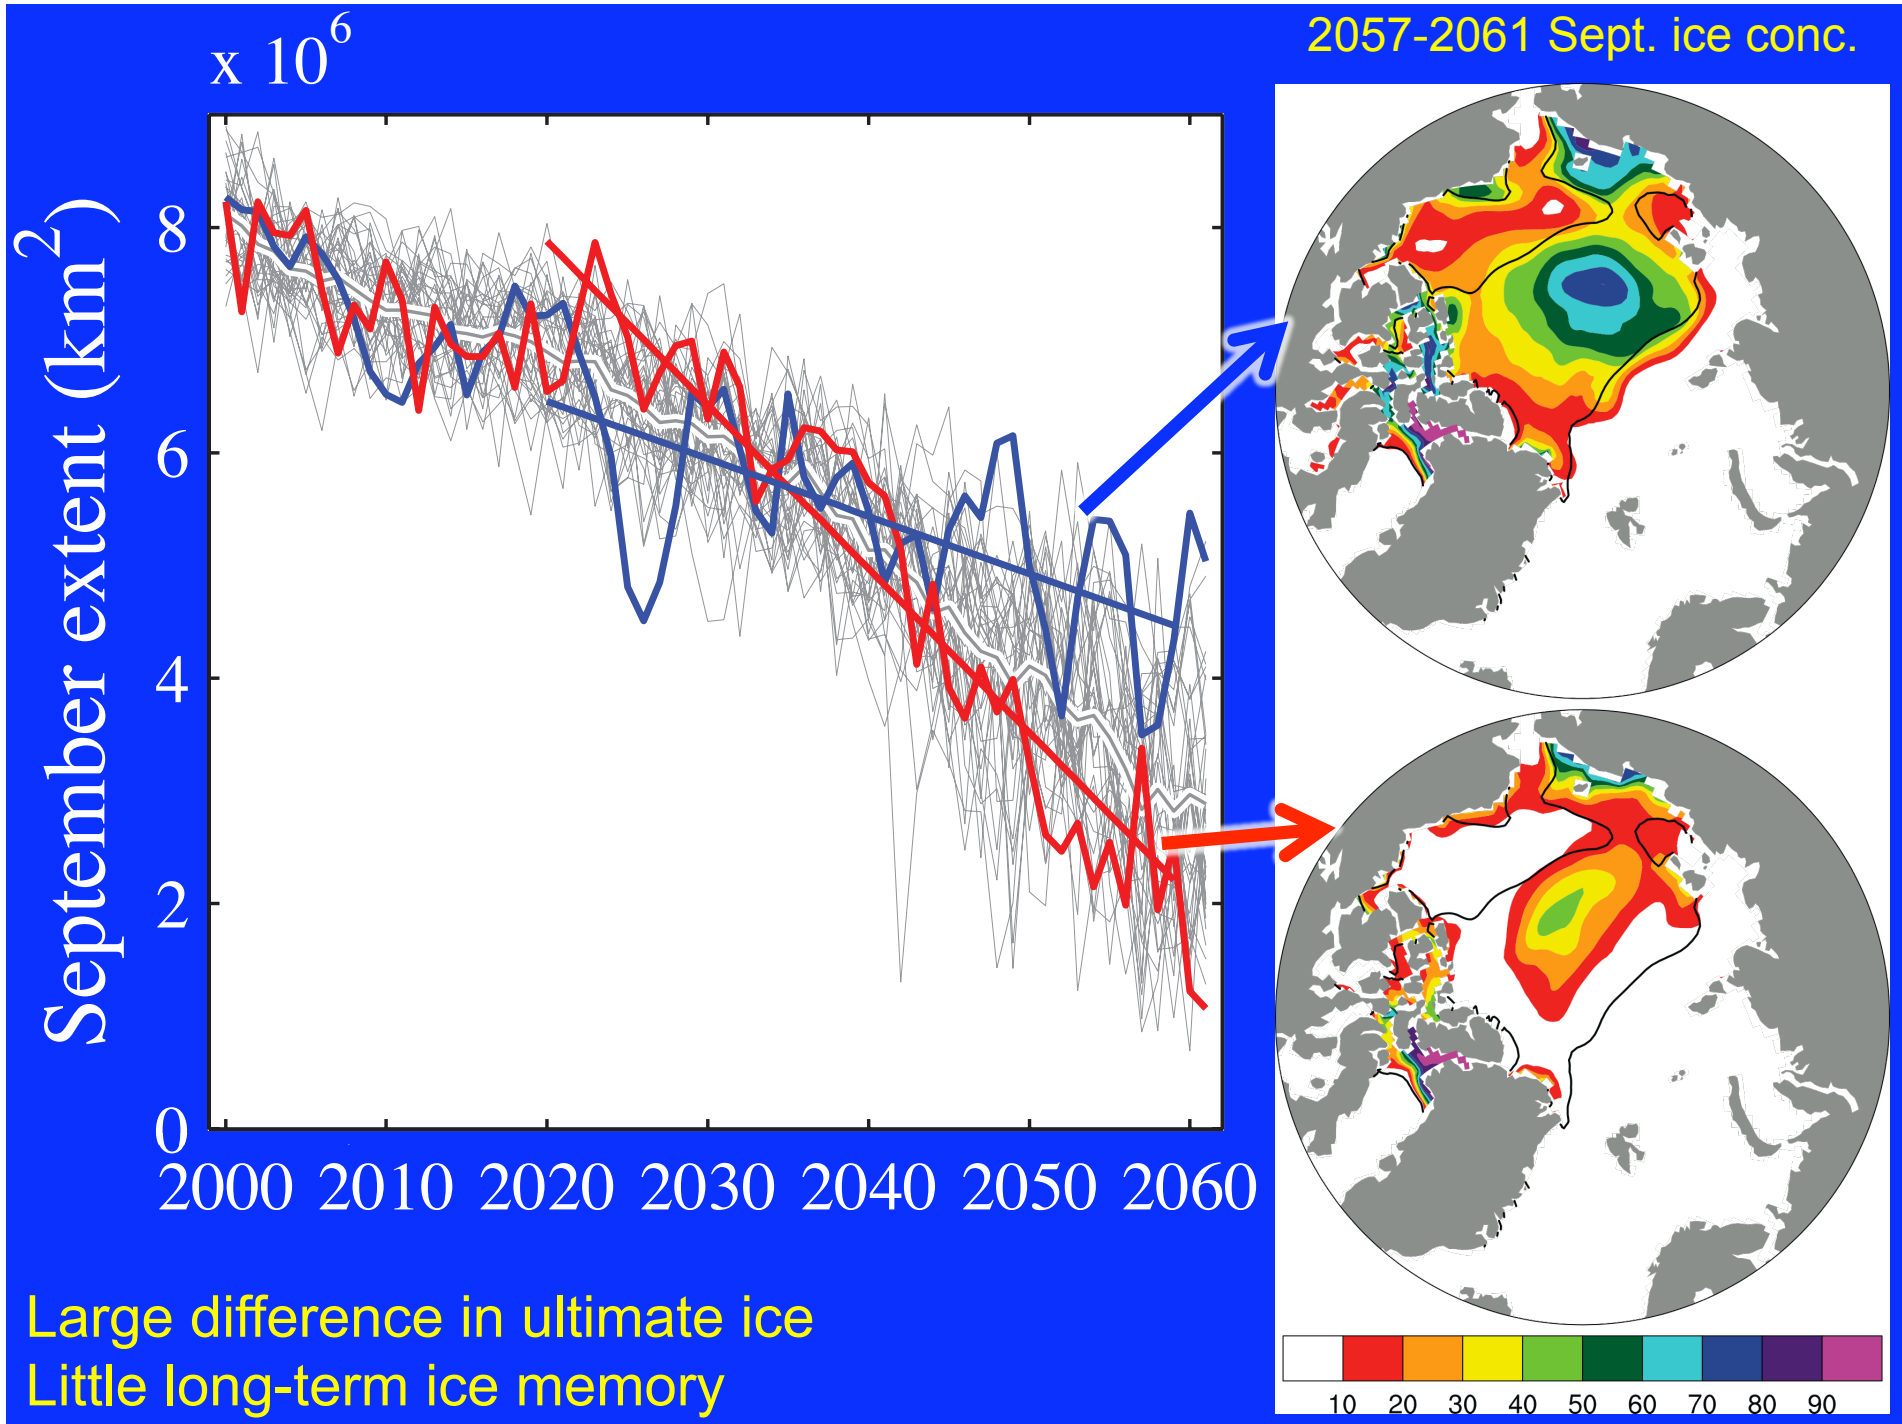 x 10^6
2057-2061 Sept. ice conc.
September extent (km^2)
8
6
4
2
0
2000 2010 2020 2030 2040 2050 2060
Large difference in ultimate ice
Little long-term ice memory
10 20 30 40 50 60 70 80 90